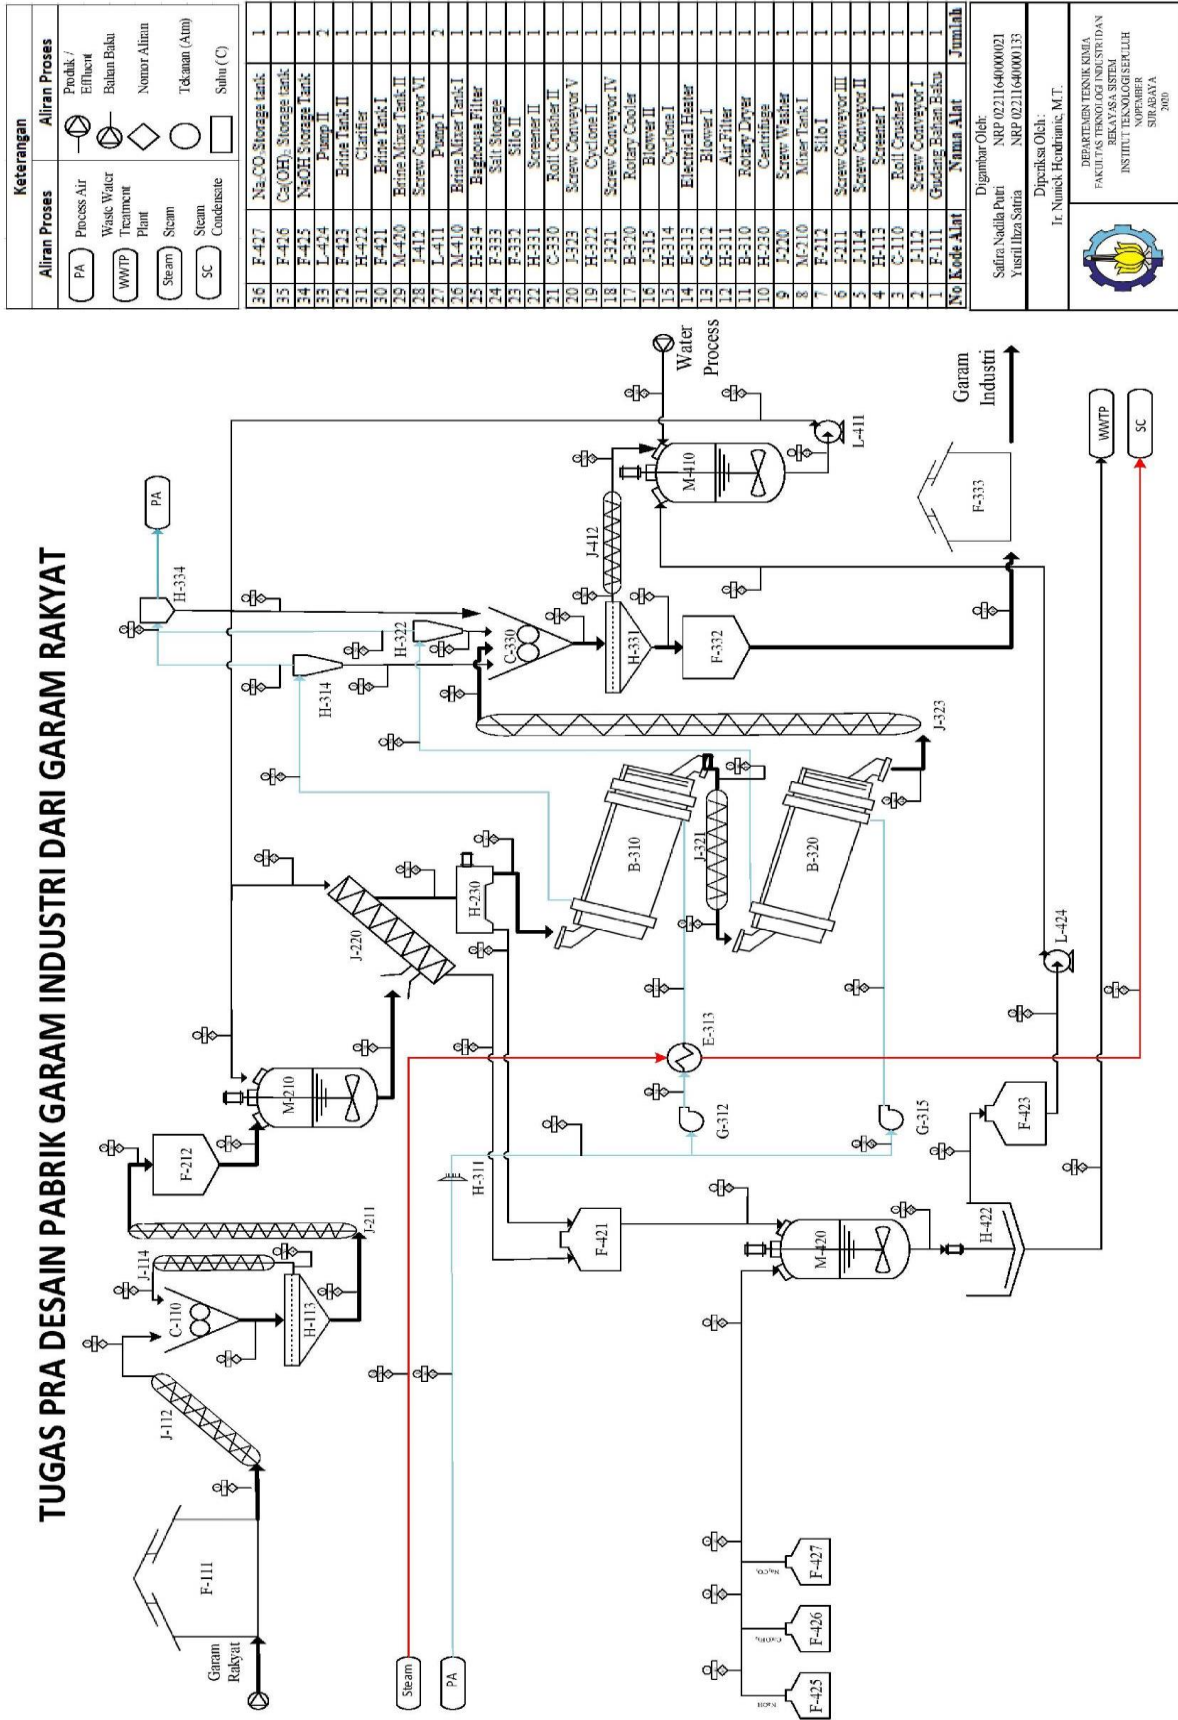 TUGAS PRA DESAIN PABRIK GARAM INDUSTRI DARI GARAM RAKYAT
Garam
Rakyat
F-111
J-112
C-110
J-114
H-113
J-211
F-212
M-210
J-220
H-230
H-314
H-334
PA
H-322
C-330
H-331
J-412
F-332
M-410
L-411
Water
Process
Garam
Industri
F-333
B-310
J-321
B-320
J-323
Steam
PA
H-311
G-312
E-313
G-315
F-421
M-420
H-422
F-423
L-424
WWTP
SC
F-425
F-426
F-427
NaOH
Ca(OH)₂
Na₂CO₃
Keterangan
Aliran Proses Aliran Proses
PA Process Air
WWTP Waste Water
Treatment
Plant
Steam Steam
SC Steam
Condensate
Produk /
Effluent
Bahan Baku
Nomor Aliran
Tekanan (Atm)
Suhu ( C)
36 F-427 Na₂CO₃ Storage tank 1
35 F-426 Ca(OH)₂ Storage tank 1
34 F-425 NaOH Storage Tank 1
33 L-424 Pump II 2
32 F-423 Brine Tank II 1
31 H-422 Clarifier 1
30 F-421 Brine Tank I 1
29 M-420 Brine Mixer Tank II 1
28 J-412 Screw Conveyor VI 1
27 L-411 Pump I 2
26 M-410 Brine Mixer Tank I 1
25 H-334 Baghouse Filter 1
24 F-333 Salt Storage 1
23 F-332 Silo II 1
22 H-331 Screener II 1
21 C-330 Roll Crusher II 1
20 J-323 Screw Conveyor V 1
19 H-322 Cyclone II 1
18 J-321 Screw Conveyor IV 1
17 B-320 Rotary Cooler 1
16 J-315 Blower II 1
15 H-314 Cyclone I 1
14 E-313 Electrical Heater 1
13 G-312 Blower I 1
12 H-311 Air Filter 1
11 B-310 Rotary Dryer 1
10 H-230 Centrifuge 1
9 J-220 Screw Washer 1
8 M-210 Mixer Tank I 1
7 F-212 Silo I 1
6 J-211 Screw Conveyor III 1
5 J-114 Screw Conveyor II 1
4 H-113 Screener I 1
3 C-110 Roll Crusher I 1
2 J-112 Screw Conveyor I 1
1 F-111 Gudang Bahan Baku 1
No Kode Alat Nama Alat Jumlah
Digambar Oleh:
Safira Nadila Putri NRP 02211640000021
Yusril Ihza Satria NRP 02211640000133
Diperiksa Oleh:
Ir. Nuniek Hendrianie, M.T.
DEPARTEMEN TEKNIK KIMIA
FAKULTAS TEKNOLOGI INDUSTRI DAN
REKAYASA SISTEM
INSTITUT TEKNOLOGI SEPULUH
NOPEMBER
SURABAYA
2020